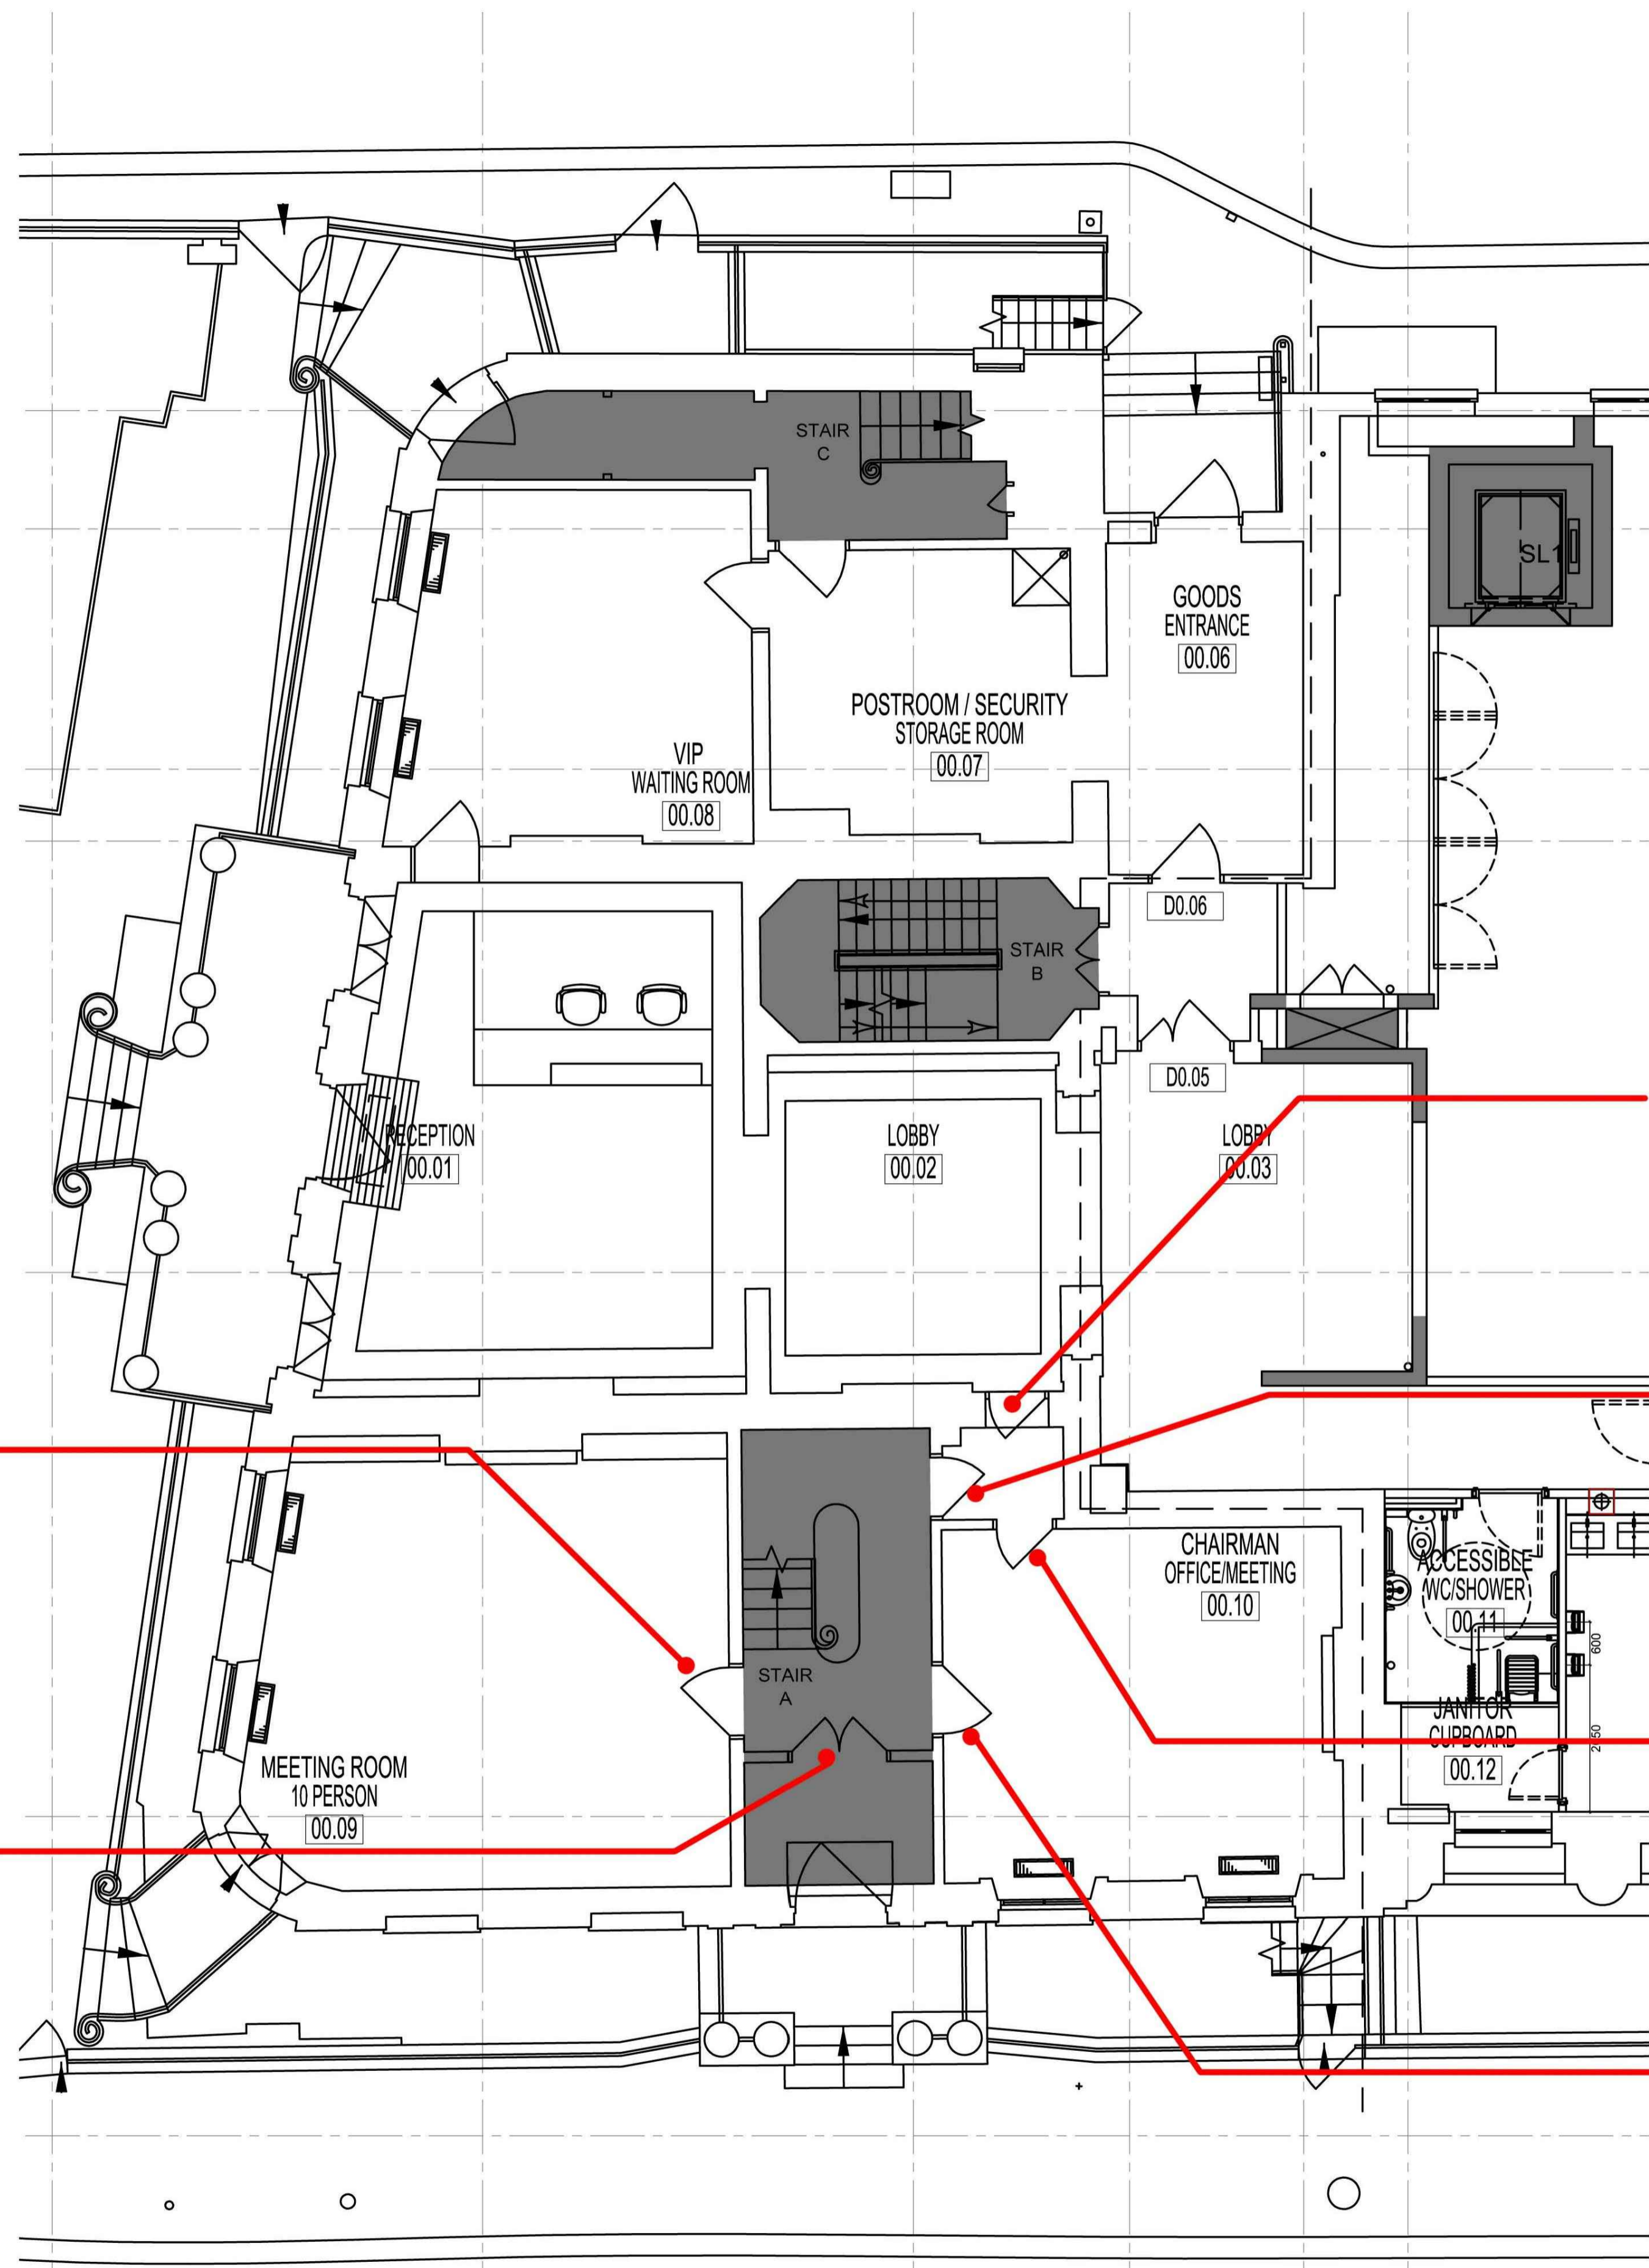 STAIR
C
SL1
GOODS
ENTRANCE
00.06
POSTROOM / SECURITY
STORAGE ROOM
00.07
VIP
WAITING ROOM
00.08
D0.06
STAIR
B
D0.05
RECEPTION
00.01
LOBBY
00.02
LOBBY
00.03
CHAIRMAN
OFFICE/MEETING
00.10
ACCESSIBLE
WC/SHOWER
00.11
600
STAIR
A
JANITOR
CUPBOARD
00.12
MEETING ROOM
10 PERSON
00.09